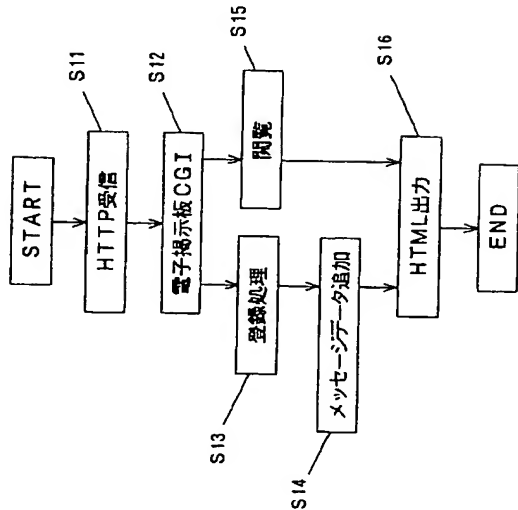 START
HTTP受信
S11
電子掲示板CGI
S12
登録処理
S13
メッセージデータ追加
S14
閲覧
S15
HTML出力
S16
END